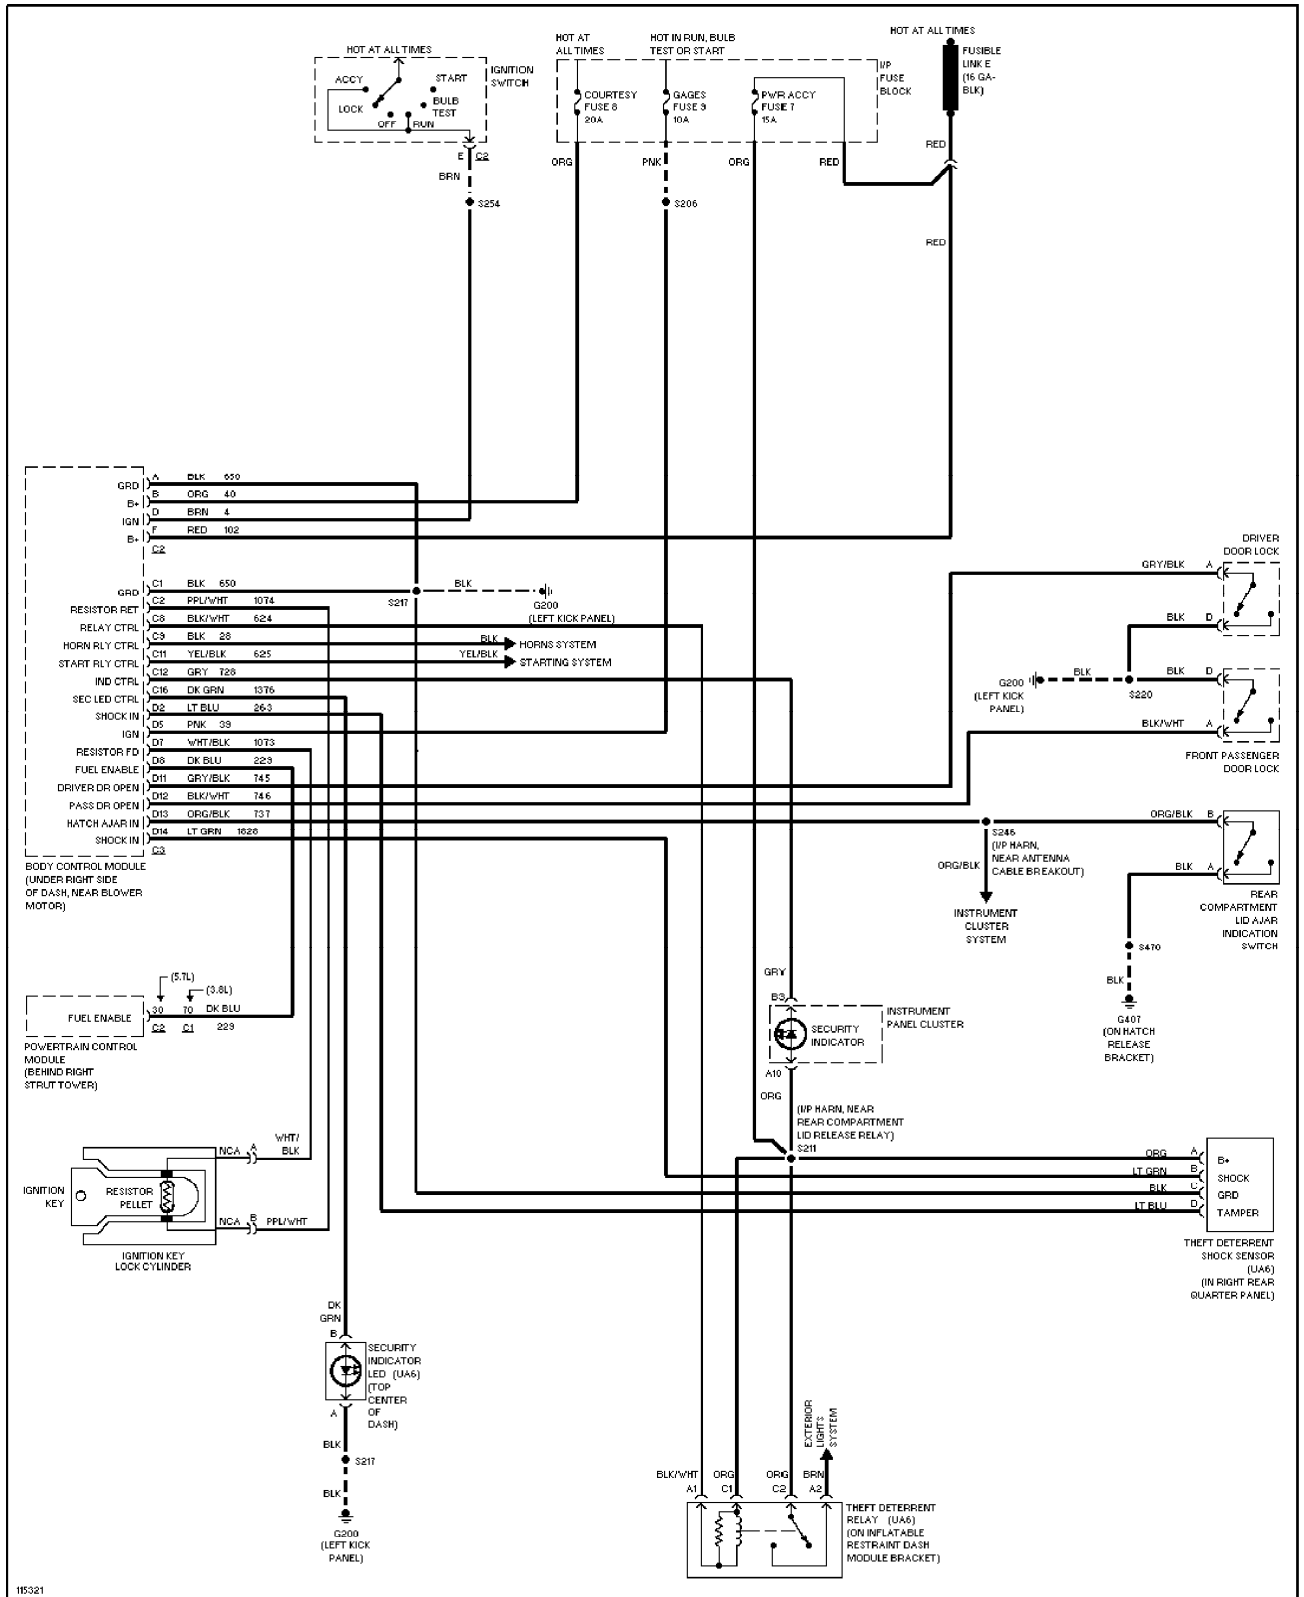 HOT AT ALL TIMES
ACCY
START
LOCK
BULB
TEST
OFF
RUN
IGNITION
SWITCH
E C2
BRN
S254
HOT AT
ALL TIMES
HOT IN RUN, BULB
TEST OR START
COURTESY
FUSE 8
20A
GAGES
FUSE 9
10A
PWR ACCY
FUSE 7
15A
I/P
FUSE
BLOCK
ORG
PNK
ORG
RED
S206
HOT AT ALL TIMES
FUSIBLE
LINK E
(16 GA-
BLK)
RED
RED
GRD A BLK 650
B+ B ORG 40
IGN D BRN 4
B+ F RED 102
C2
GRD C1 BLK 650
RESISTOR RET C2 PPL/WHT 1074
RELAY CTRL C8 BLK/WHT 624
HORN RLY CTRL C9 BLK 28
START RLY CTRL C11 YEL/BLK 625
IND CTRL C12 GRY 728
SEC LED CTRL C16 DK GRN 1376
SHOCK IN D2 LT BLU 263
IGN D5 PNK 39
RESISTOR FD D7 WHT/BLK 1073
FUEL ENABLE D8 DK BLU 229
DRIVER DR OPEN D11 GRY/BLK 745
PASS DR OPEN D12 BLK/WHT 746
HATCH AJAR IN D13 ORG/BLK 737
SHOCK IN D14 LT GRN 1828
C3
BODY CONTROL MODULE
(UNDER RIGHT SIDE
OF DASH, NEAR BLOWER
MOTOR)
S217
BLK
G200
(LEFT KICK PANEL)
BLK HORNS SYSTEM
YEL/BLK STARTING SYSTEM
DRIVER
DOOR LOCK
GRY/BLK A
BLK D
G200
(LEFT KICK
PANEL)
BLK
S220
BLK D
BLK/WHT A
FRONT PASSENGER
DOOR LOCK
ORG/BLK B
S246
(I/P HARN,
NEAR ANTENNA
CABLE BREAKOUT)
ORG/BLK
INSTRUMENT
CLUSTER
SYSTEM
BLK A
REAR
COMPARTMENT
LID AJAR
INDICATION
SWITCH
S470
BLK
G407
(ON HATCH
RELEASE
BRACKET)
(5.7L)
(3.8L)
FUEL ENABLE 30 70 DK BLU
C2 C1 229
POWERTRAIN CONTROL
MODULE
(BEHIND RIGHT
STRUT TOWER)
GRY
B3
SECURITY
INDICATOR
INSTRUMENT
PANEL CLUSTER
A10
ORG
(I/P HARN, NEAR
REAR COMPARTMENT
LID RELEASE RELAY)
S211
NCA A WHT/
BLK
IGNITION
KEY
RESISTOR
PELLET
NCA B PPL/WHT
IGNITION KEY
LOCK CYLINDER
ORG A B+
LT GRN B SHOCK
BLK C GRD
LT BLU D TAMPER
THEFT DETERRENT
SHOCK SENSOR
(UA6)
(IN RIGHT REAR
QUARTER PANEL)
DK
GRN
B
SECURITY
INDICATOR
LED (UA6)
(TOP
CENTER
OF
DASH)
A
BLK
S217
BLK
G200
(LEFT KICK
PANEL)
EXTERIOR
LIGHTS
SYSTEM
BLK/WHT ORG ORG BRN
A1 C1 C2 A2
THEFT DETERRENT
RELAY (UA6)
(ON INFLATABLE
RESTRAINT DASH
MODULE BRACKET)
115321